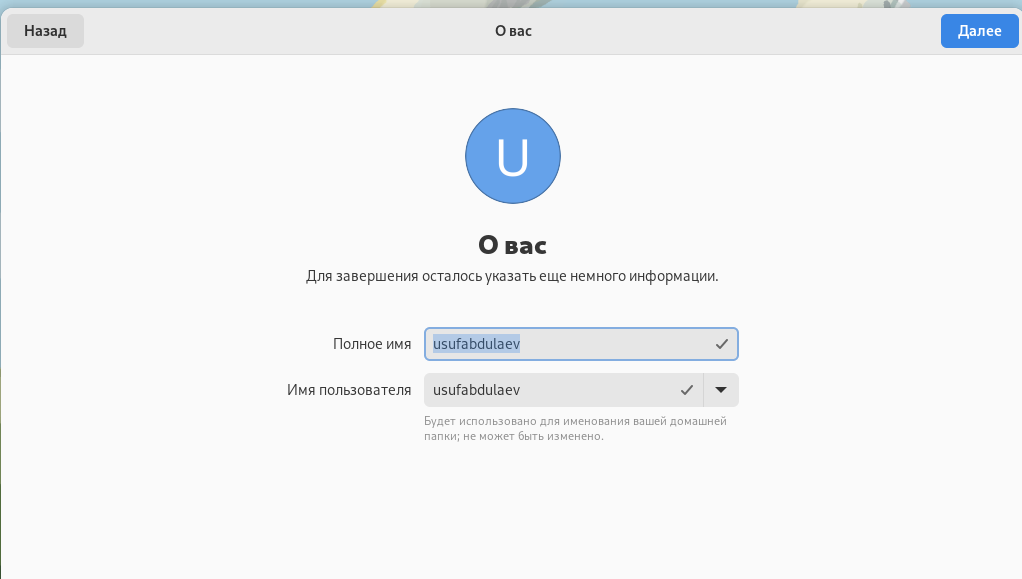 Назад
О вас
Далее
U
О вас
Для завершения осталось указать еще немного информации.
Полное имя usufabdulaev
Имя пользователя usufabdulaev
Будет использовано для именования вашей домашней
папки; не может быть изменено.